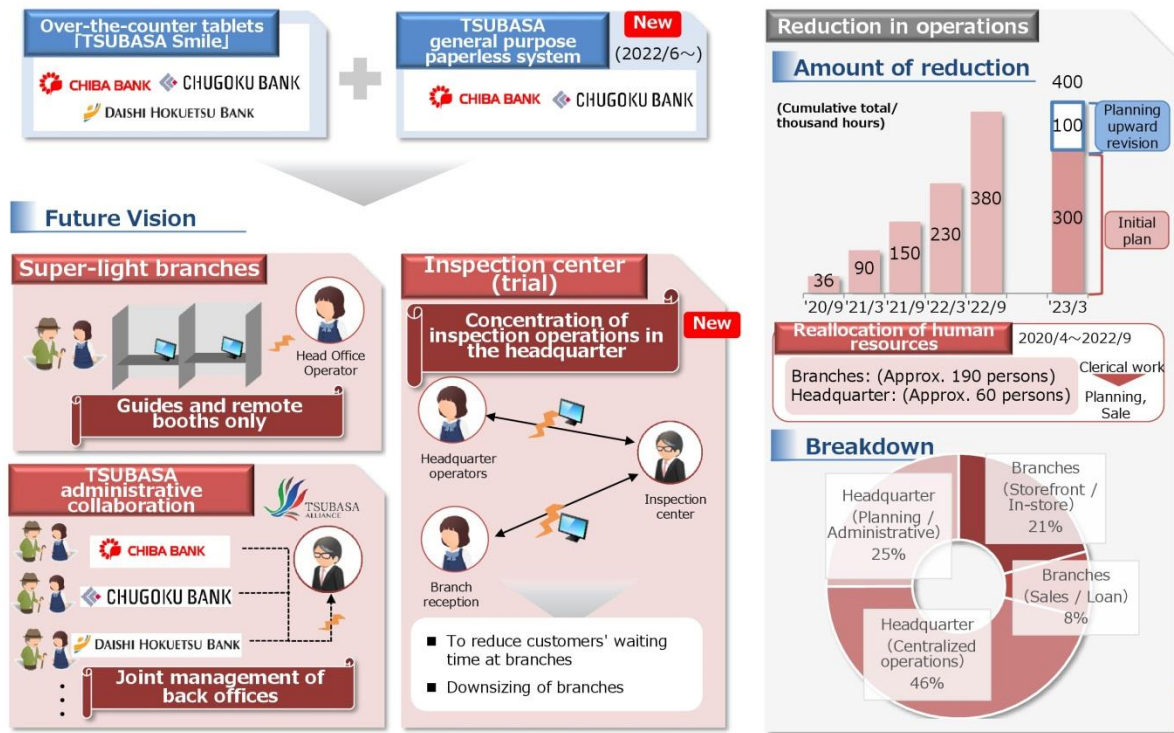 Over-the-counter tablets
「TSUBASA Smile」
CHIBA BANK
CHUGOKU BANK
DAISHI HOKUETSU BANK
TSUBASA
general purpose
paperless system
New
(2022/6～)
CHIBA BANK
CHUGOKU BANK
Future Vision
Super-light branches
Head Office
Operator
Guides and remote
booths only
TSUBASA
administrative
collaboration
TSUBASA
ALLIANCE
CHIBA BANK
CHUGOKU BANK
DAISHI HOKUETSU BANK
Joint management of
back offices
Inspection center
(trial)
New
Concentration of
inspection operations in
the headquarter
Headquarter
operators
Inspection
center
Branch
reception
■ To reduce customers' waiting
time at branches
■ Downsizing of branches
Reduction in operations
Amount of reduction
(Cumulative total/
thousand hours)
36
90
150
230
380
400
100
300
Planning
upward
revision
Initial
plan
'20/9 '21/3 '21/9 '22/3 '22/9 '23/3
Reallocation of human
resources
2020/4～2022/9
Branches: (Approx. 190 persons)
Headquarter: (Approx. 60 persons)
Clerical work
Planning,
Sale
Breakdown
Headquarter
(Planning /
Administrative)
25%
Branches
(Storefront /
In-store)
21%
Branches
(Sales / Loan)
8%
Headquarter
(Centralized
operations)
46%